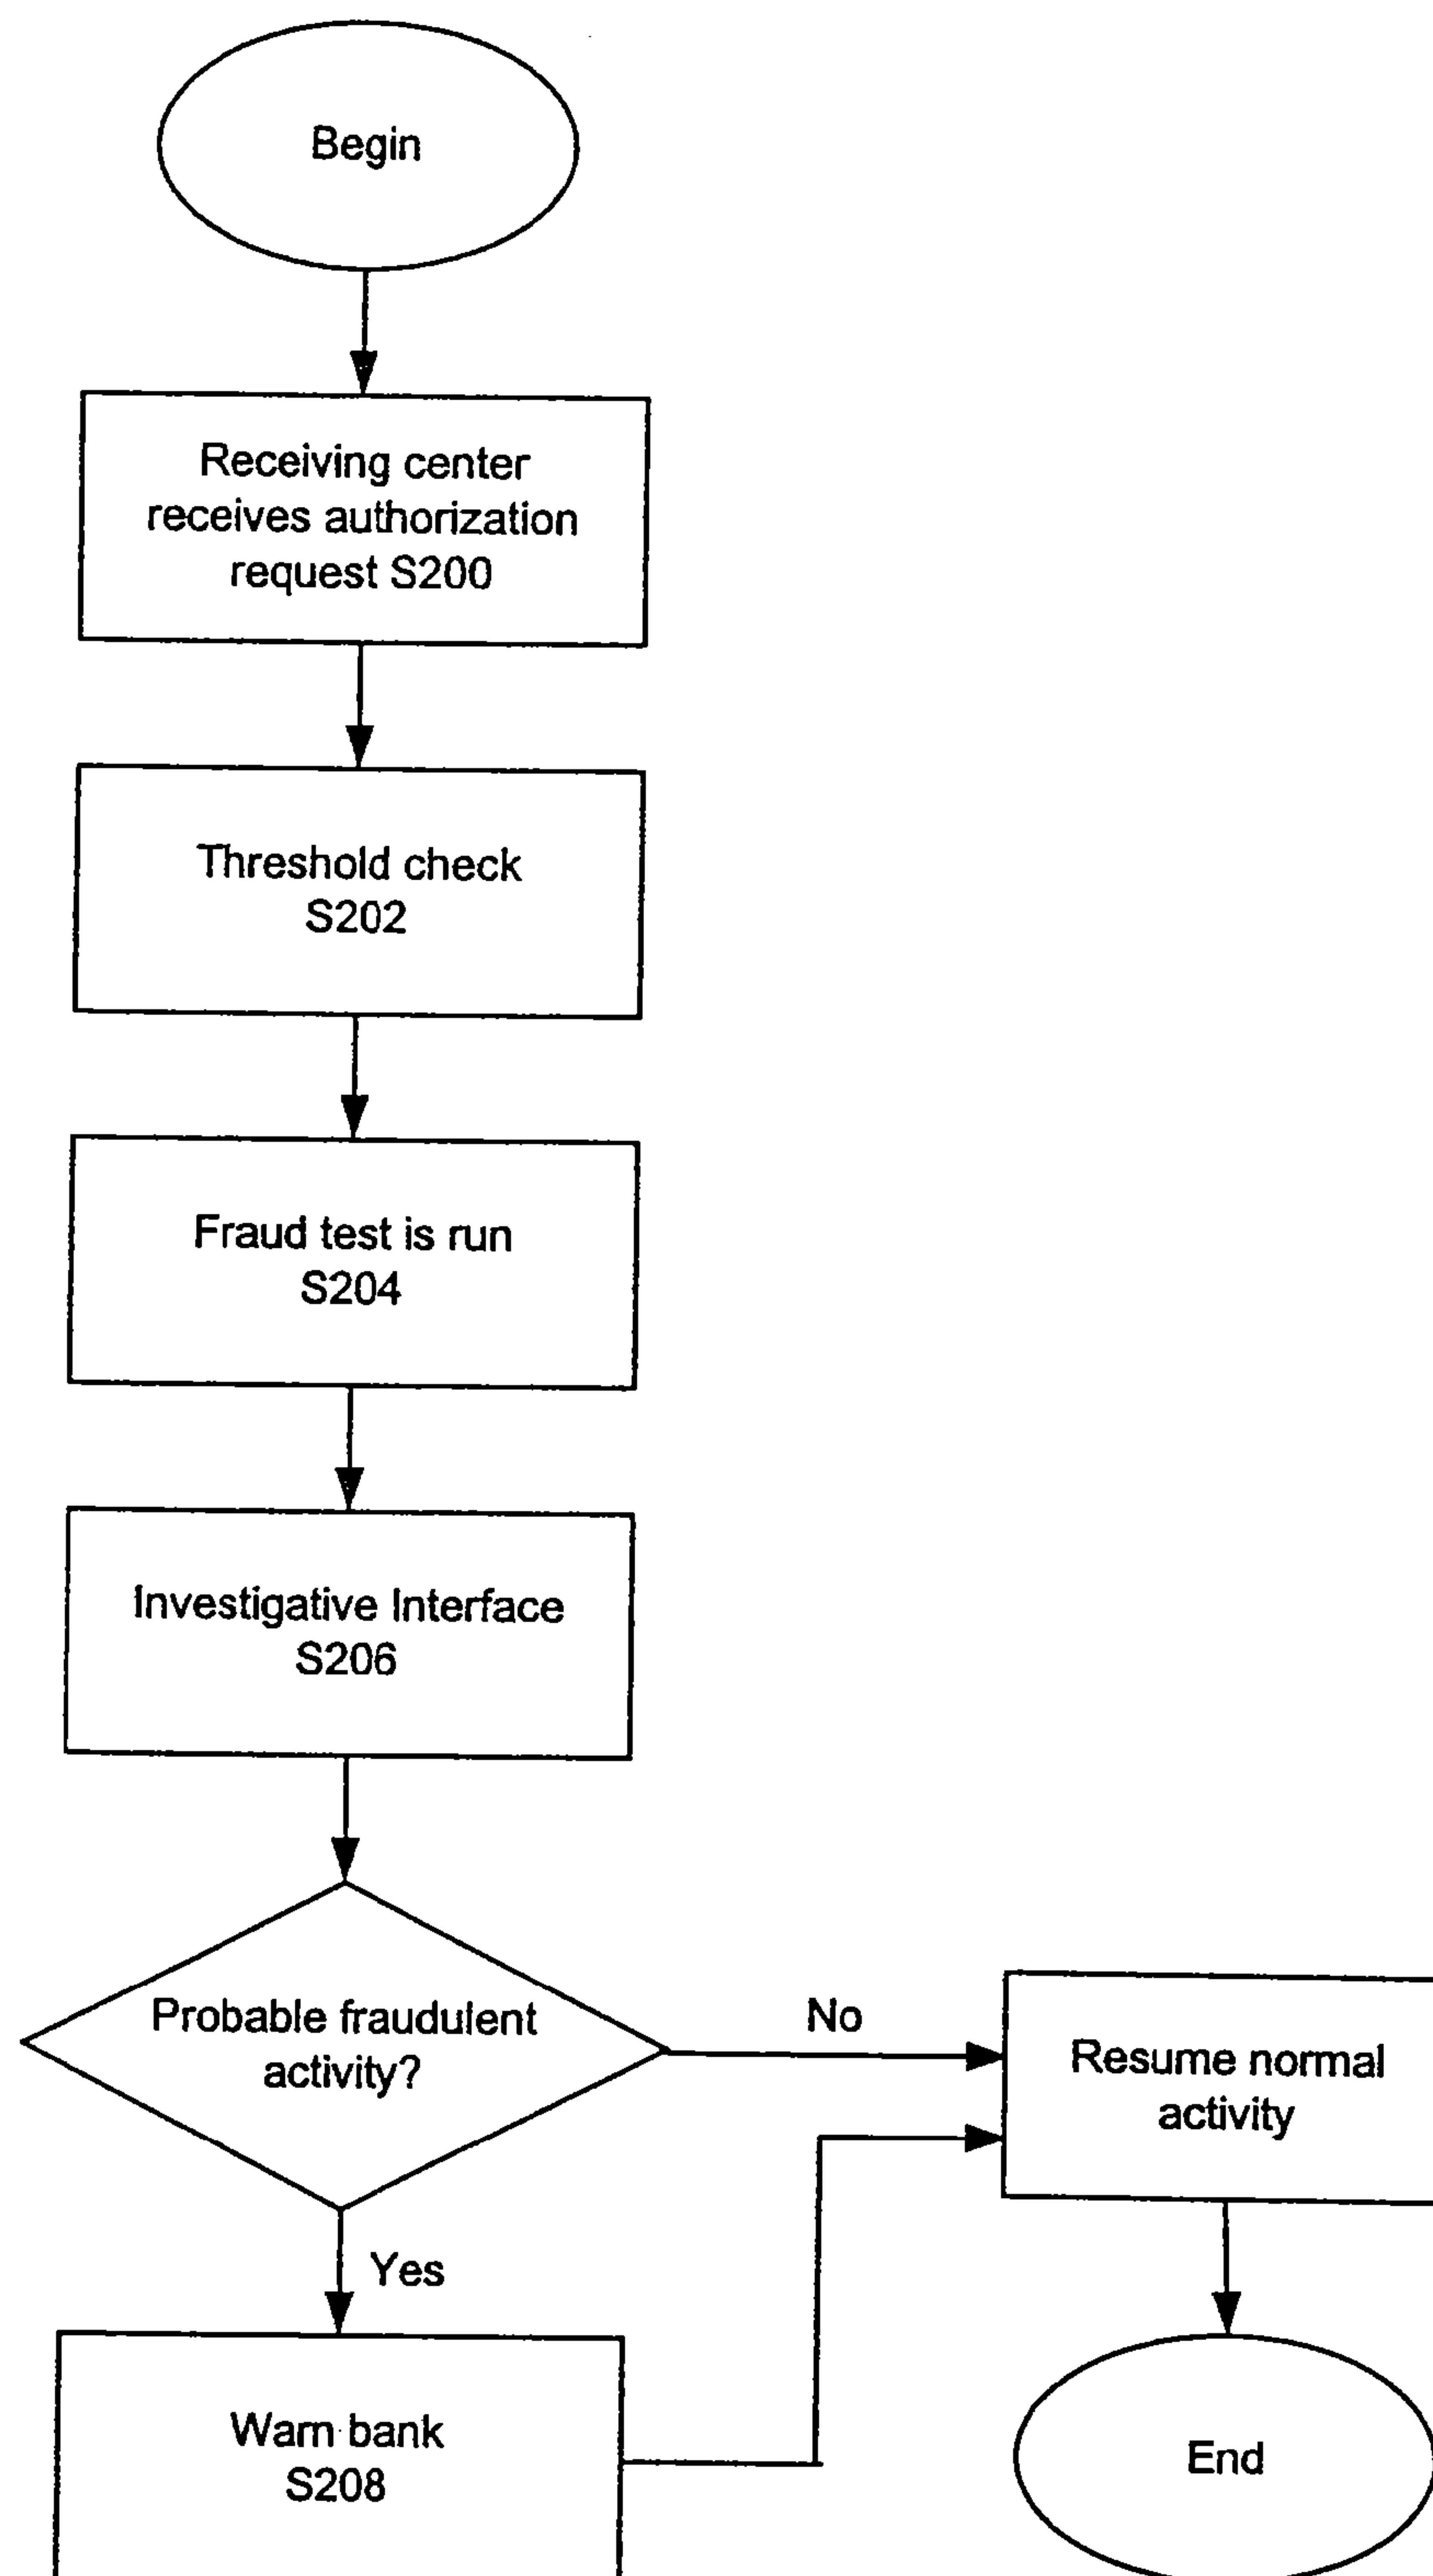 Begin
Receiving center
receives authorization
request S200
Threshold check
S202
Fraud test is run
S204
Investigative Interface
S206
Probable fraudulent
activity?
No
Resume normal
activity
Yes
Warn bank
S208
End